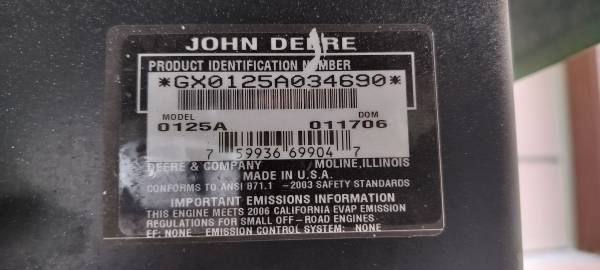 JOHN DEERE
PRODUCT IDENTIFICATION NUMBER
*GX0125A034690*
MODEL DOM
0125A 011706
7 59936 69904 7
DEERE & COMPANY MOLINE, ILLINOIS
MADE IN U.S.A.
CONFORMS TO ANSI B71.1 -2003 SAFETY STANDARDS
IMPORTANT EMISSIONS INFORMATION
THIS ENGINE MEETS 2006 CALIFORNIA EVAP EMISSION
REGULATIONS FOR SMALL OFF-ROAD ENGINES
EF: NONE EMISSION CONTROL SYSTEM: NONE